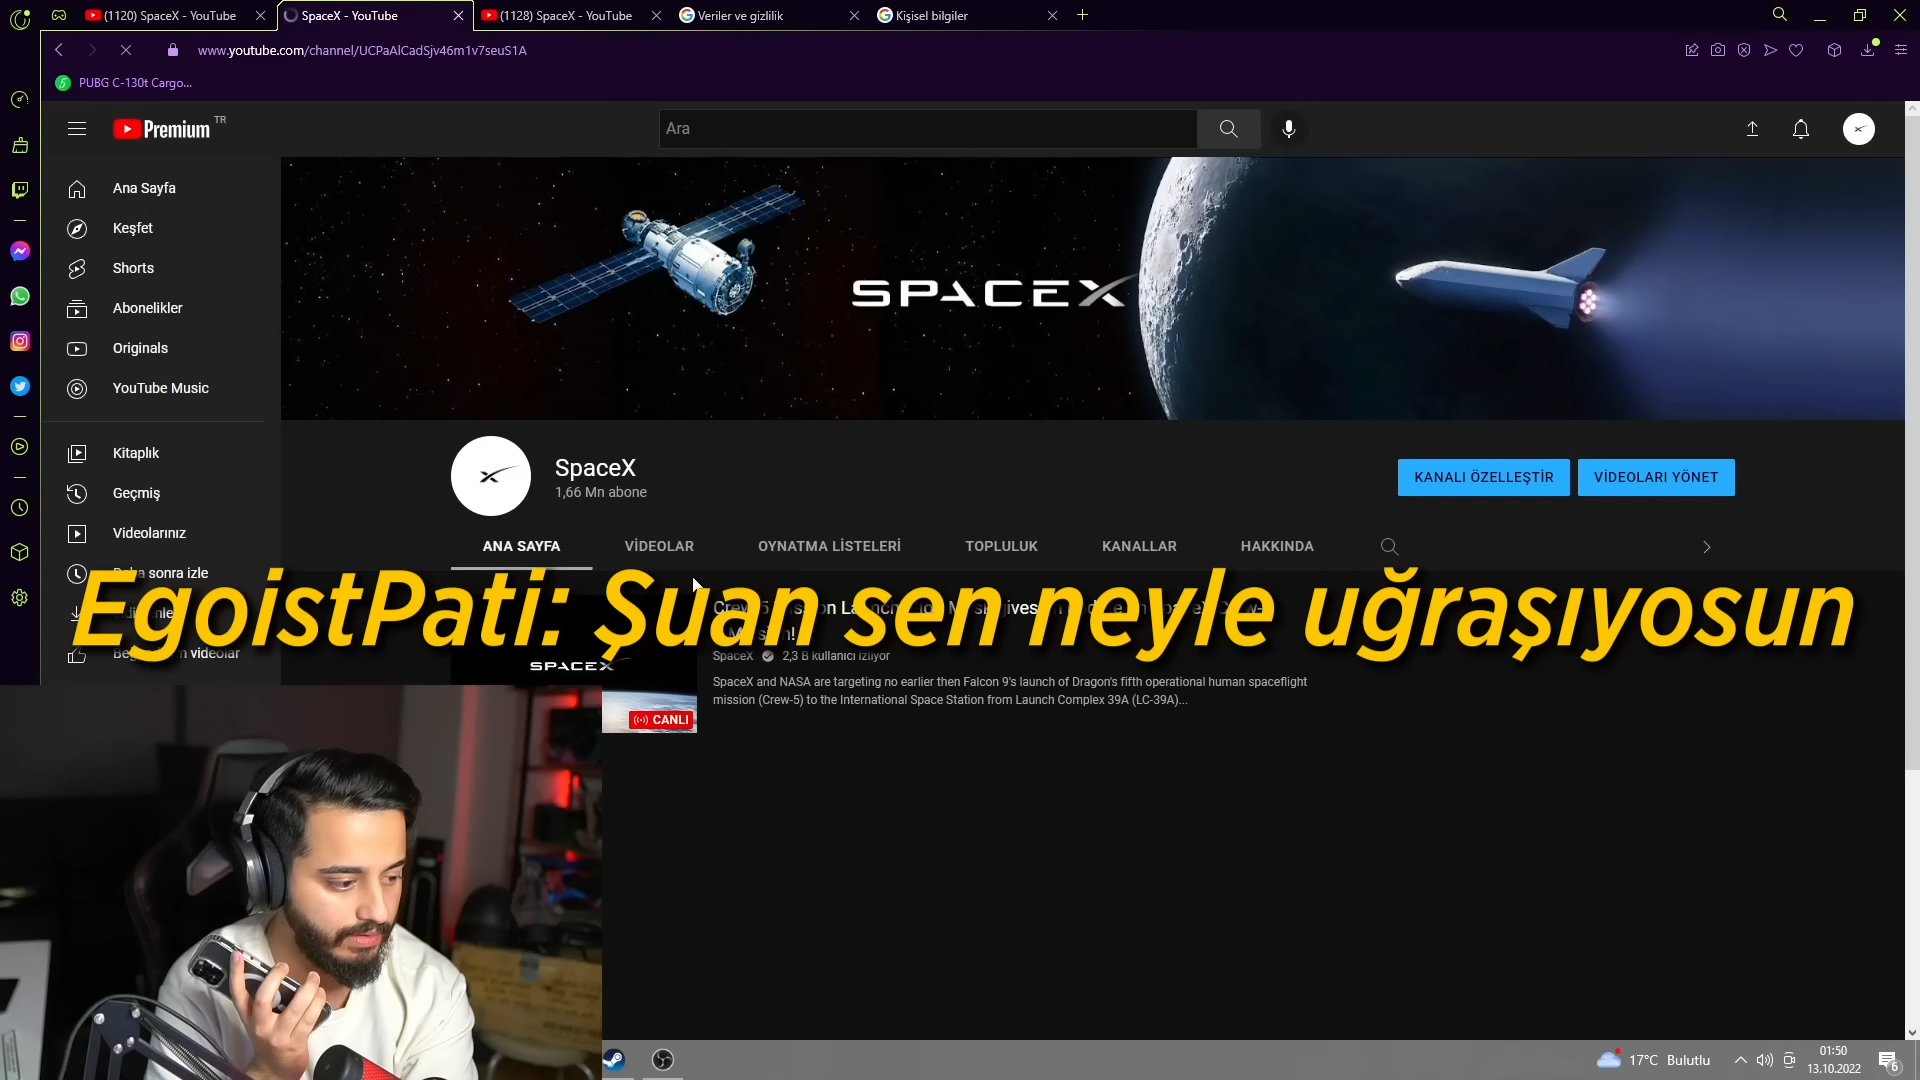 (1120) SpaceX - YouTube
SpaceX - YouTube
(1128) SpaceX - YouTube
Veriler ve gizlilik
Kişisel bilgiler
www.youtube.com/channel/UCPaAlCadSjv46m1v7seuS1A
PUBG C-130t Cargo...
Premium TR
Ara
Ana Sayfa
Keşfet
Shorts
Abonelikler
Originals
YouTube Music
Kitaplık
Geçmiş
Videolarınız
Daha sonra izle
videolar
SPACEX
SpaceX
1,66 Mn abone
KANALI ÖZELLEŞTİR
VİDEOLARI YÖNET
ANA SAYFA
VİDEOLAR
OYNATMA LİSTELERİ
TOPLULUK
KANALLAR
HAKKINDA
EgoistPati: Şuan sen neyle uğraşıyosun
SPACEX
CANLI
SpaceX 2,3 B kullanıcı izliyor
SpaceX and NASA are targeting no earlier then Falcon 9's launch of Dragon's fifth operational human spaceflight
mission (Crew-5) to the International Space Station from Launch Complex 39A (LC-39A)...
17°C Bulutlu
01:50
13.10.2022
6